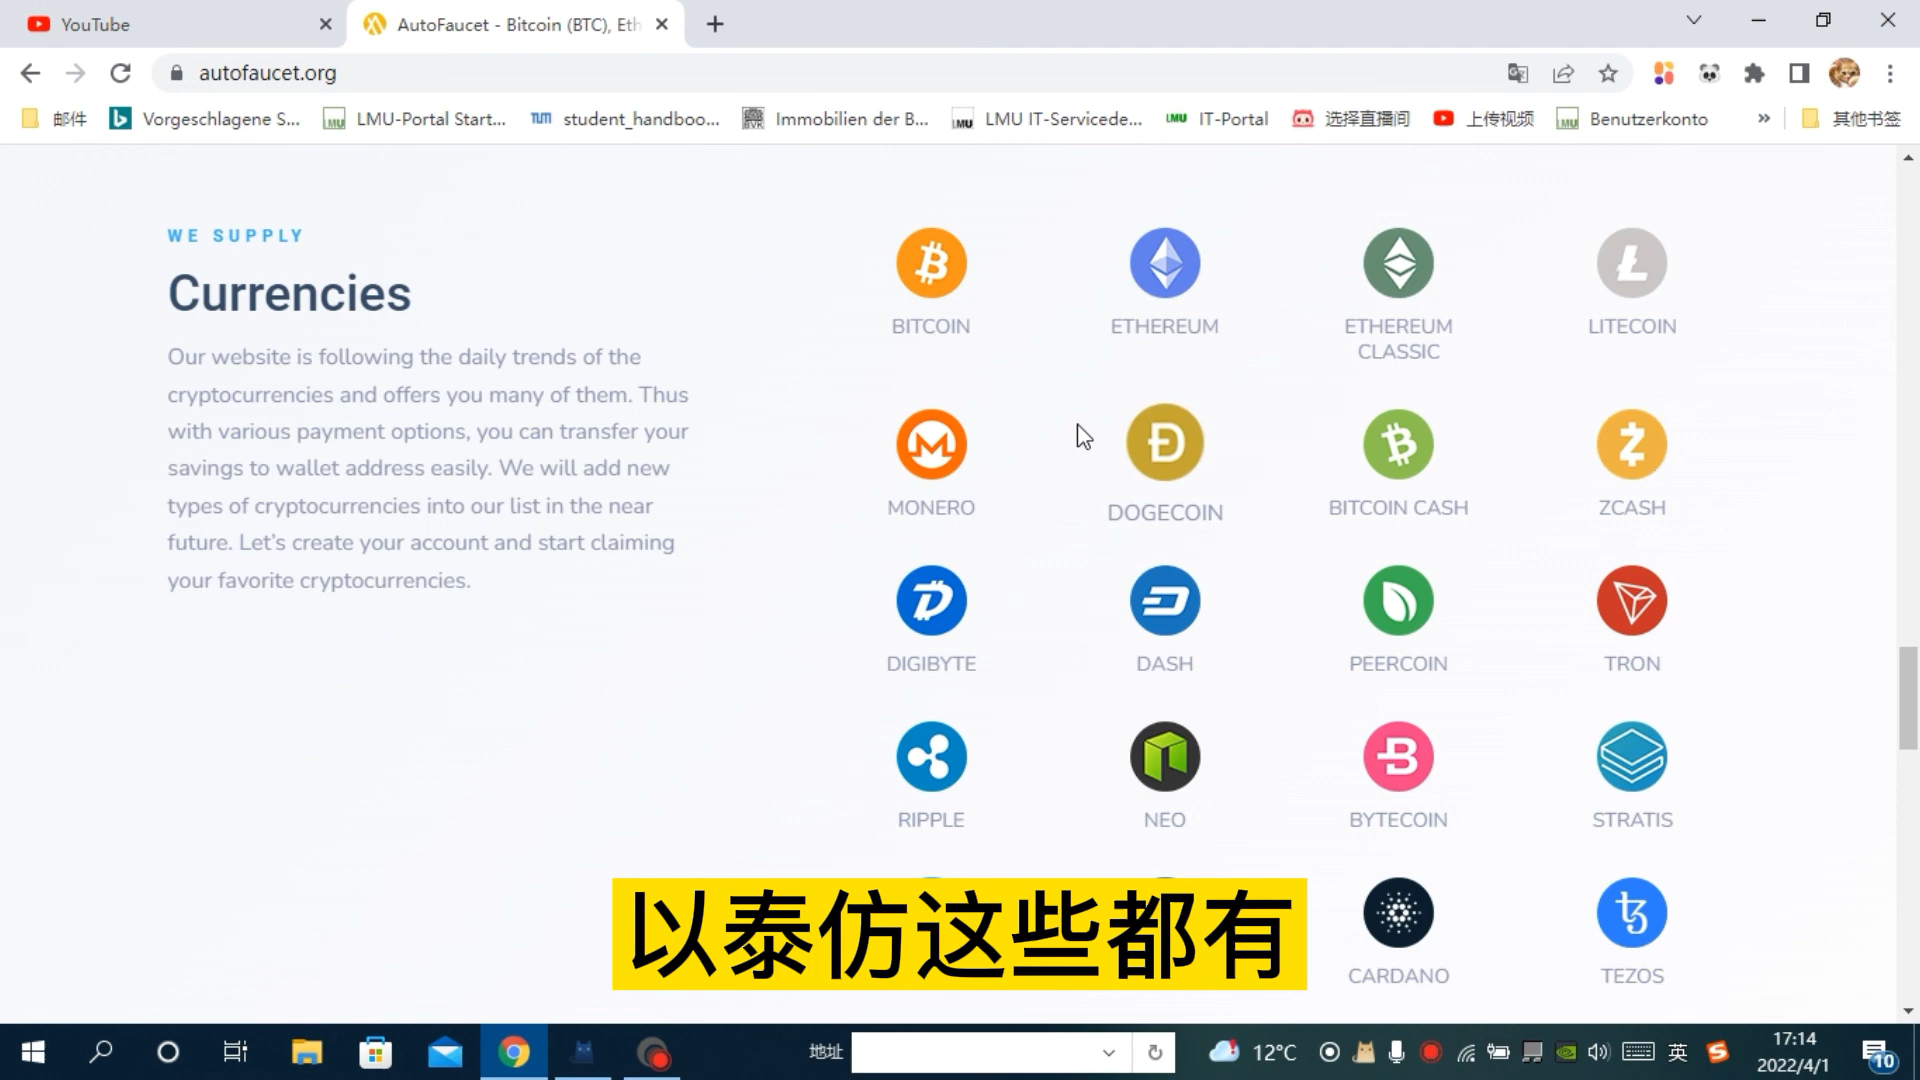 YouTube
AutoFaucet - Bitcoin (BTC), Eth
autofaucet.org
邮件
Vorgeschlagene S...
LMU-Portal Start...
TUM
student_handboo...
Immobilien der B...
LMU IT-Servicede...
LMU
IT-Portal
选择直播间
上传视频
Benutzerkonto
其他书签
WE SUPPLY
Currencies
Our website is following the daily trends of the
cryptocurrencies and offers you many of them. Thus
with various payment options, you can transfer your
savings to wallet address easily. We will add new
types of cryptocurrencies into our list in the near
future. Let’s create your account and start claiming
your favorite cryptocurrencies.
BITCOIN
ETHEREUM
ETHEREUM
CLASSIC
LITECOIN
MONERO
DOGECOIN
BITCOIN CASH
ZCASH
DIGIBYTE
DASH
PEERCOIN
TRON
RIPPLE
NEO
BYTECOIN
STRATIS
CARDANO
TEZOS
以泰仿这些都有
地址
12°C
英
17:14
2022/4/1
10